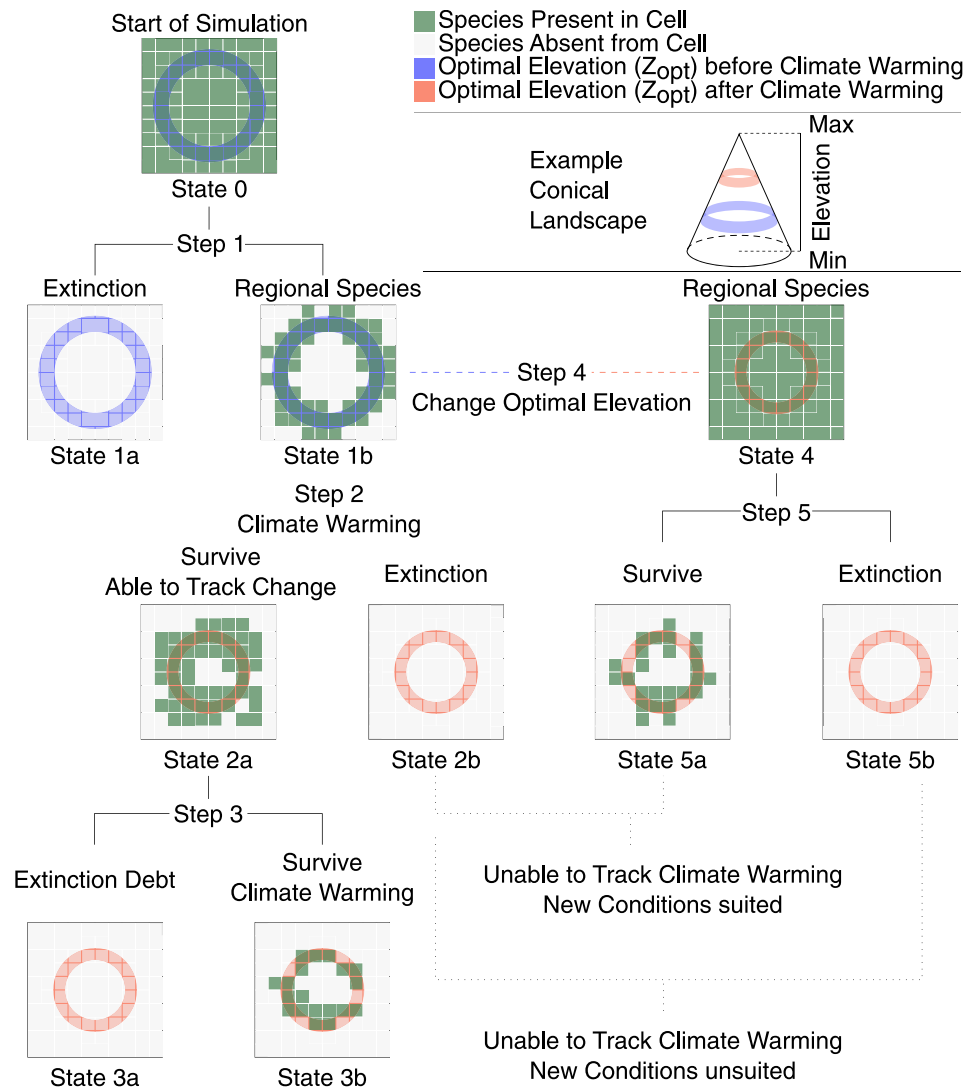 Start of Simulation
State 0
Species Present in Cell
Species Absent from Cell
Optimal Elevation (Zopt) before Climate Warming
Optimal Elevation (Zopt) after Climate Warming
Example
Conical
Landscape
Max
Elevation
Min
Step 1
Extinction
State 1a
Regional Species
State 1b
Step 4
Change Optimal Elevation
Regional Species
State 4
Step 2
Climate Warming
Step 5
Survive
Able to Track Change
State 2a
Extinction
State 2b
Survive
State 5a
Extinction
State 5b
Step 3
Extinction Debt
State 3a
Survive
Climate Warming
State 3b
Unable to Track Climate Warming
New Conditions suited
Unable to Track Climate Warming
New Conditions unsuited